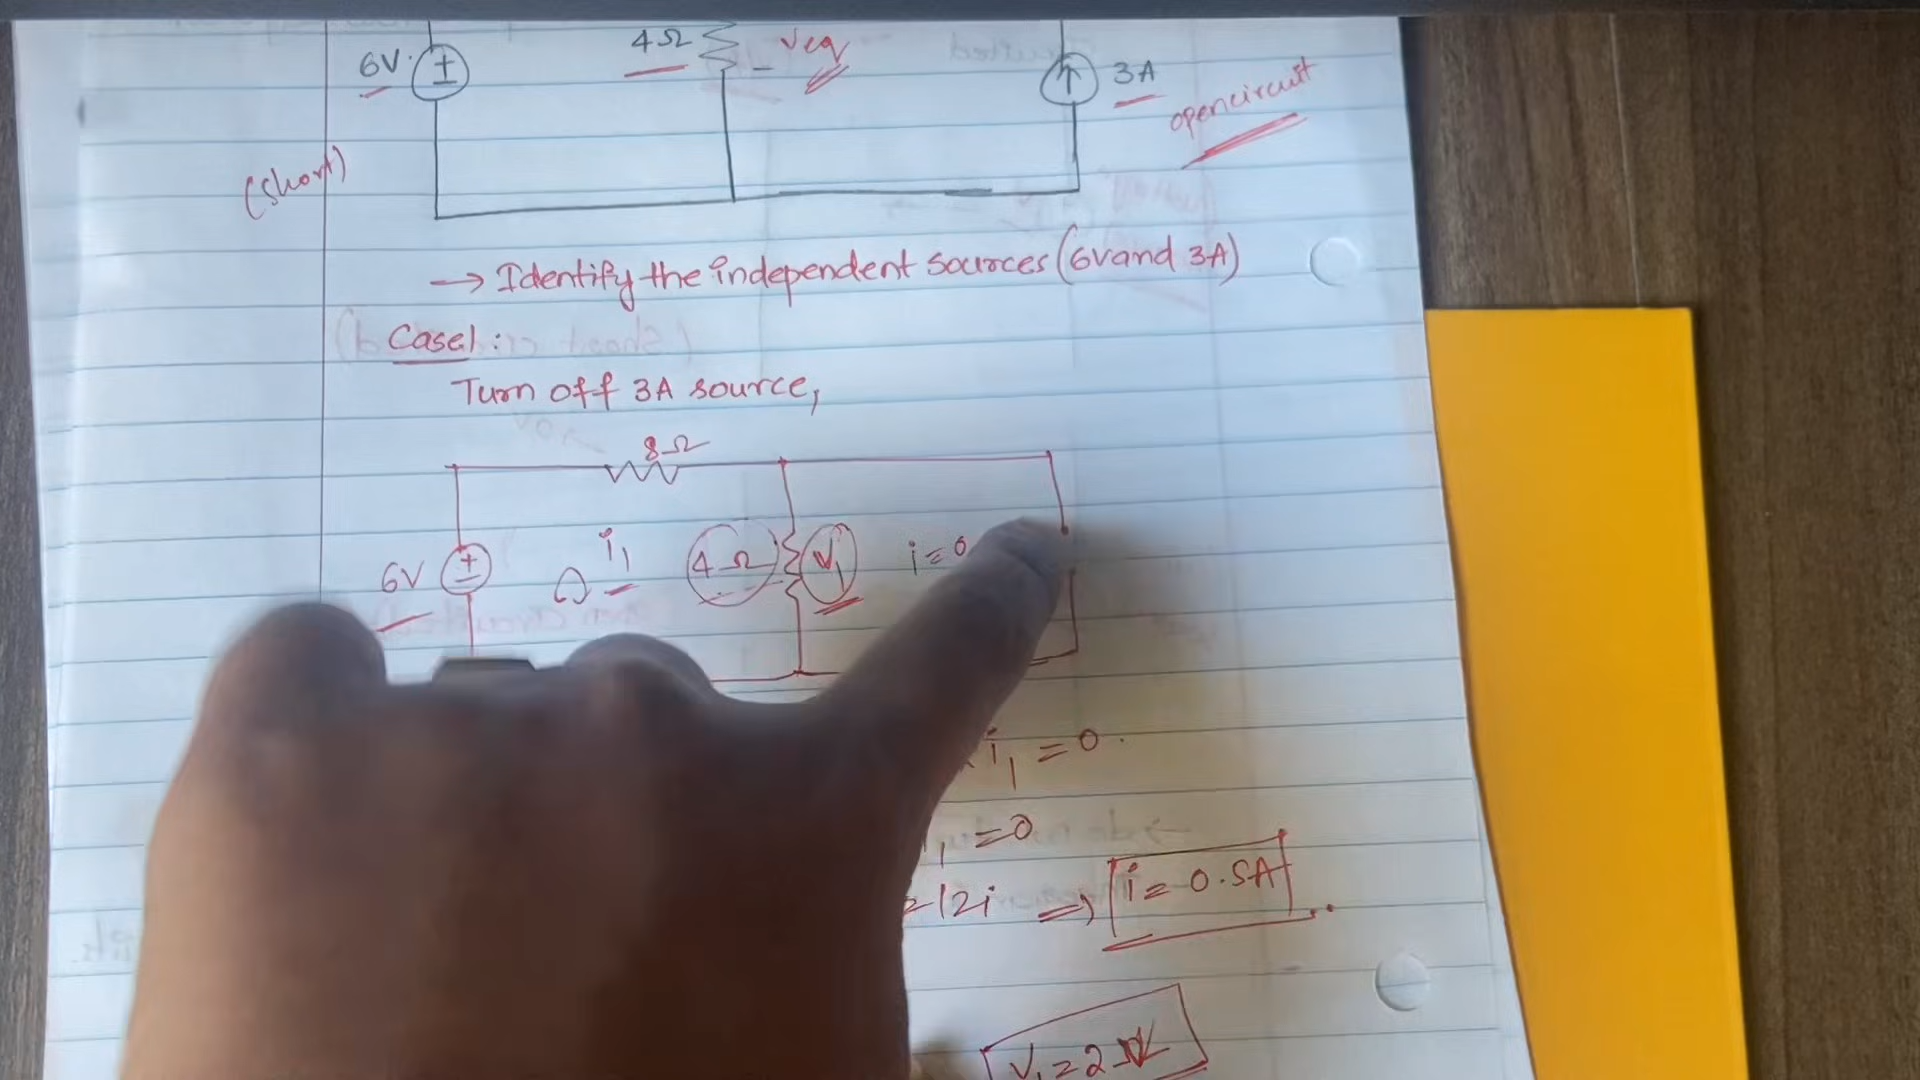 6V 4Ω - Veq 3A opencircuit
(short)
→ Identify the independent sources (6V and 3A)
Case1:
Turn off 3A source,
8Ω
6V i1 4Ω V1 i=0
i1 = 0.
1 =0
=12i => i= 0.5A
V1=2